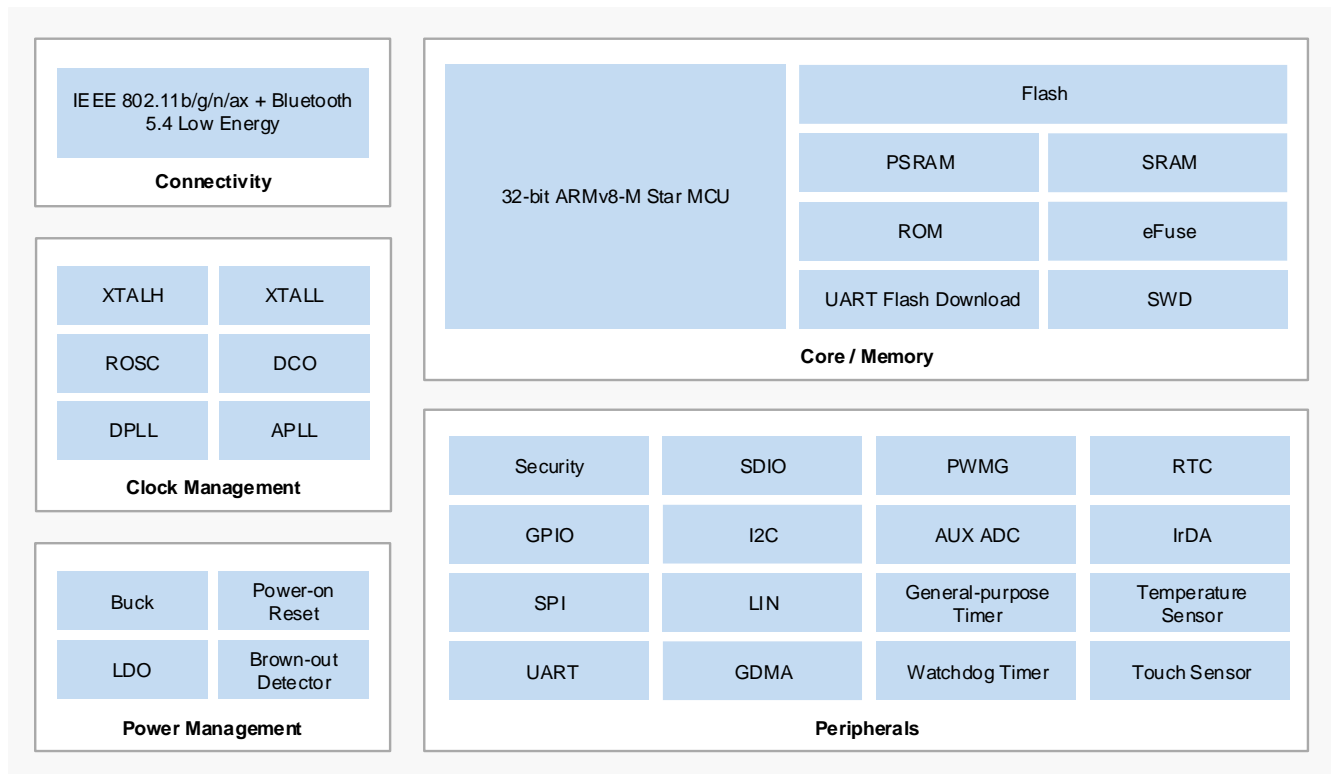 IEEE 802.11b/g/n/ax + Bluetooth
5.4 Low Energy
Connectivity
XTALH
XTALL
ROSC
DCO
DPLL
APLL
Clock Management
Buck
Power-on
Reset
LDO
Brown-out
Detector
Power Management
32-bit ARMv8-M Star MCU
Flash
PSRAM
SRAM
ROM
eFuse
UART Flash Download
SWD
Core / Memory
Security
SDIO
PWMG
RTC
GPIO
I2C
AUX ADC
IrDA
SPI
LIN
General-purpose
Timer
Temperature
Sensor
UART
GDMA
Watchdog Timer
Touch Sensor
Peripherals